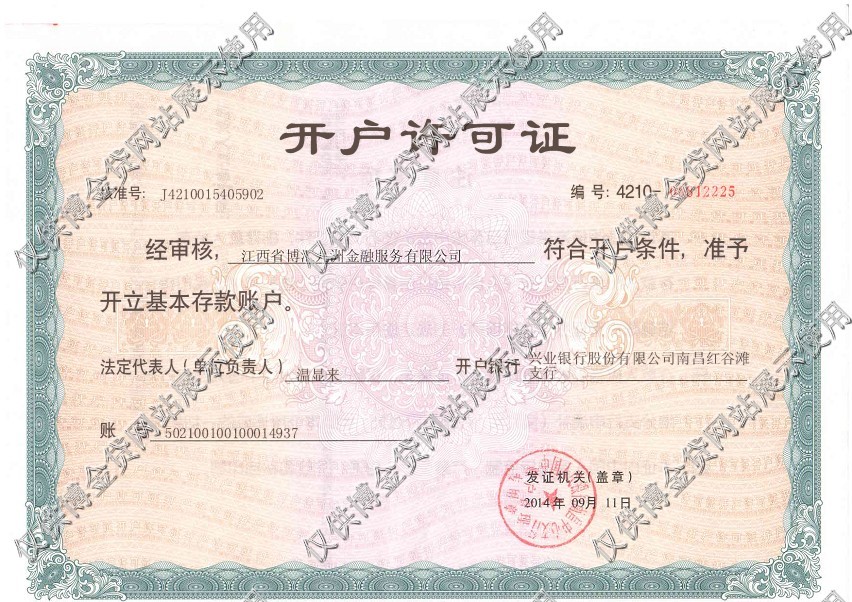 开户许可证
核准号: J4210015405902 编 号: 4210- 12225
经审核, 江西省博 洲金融服务有限公司 符合开户条件, 准予
开立基本存款账户。
法定代表人(单位负责人) 温显来 开户银行 兴业银行股份有限公司南昌红谷滩
支行
账 号 502100100100014937
发证机关(盖章)
2014年 09月 11日
仅供博金贷网站展示使用
仅供博金贷网站展示使用
仅供博金贷网站展示使用
仅供博金贷网站展示使用